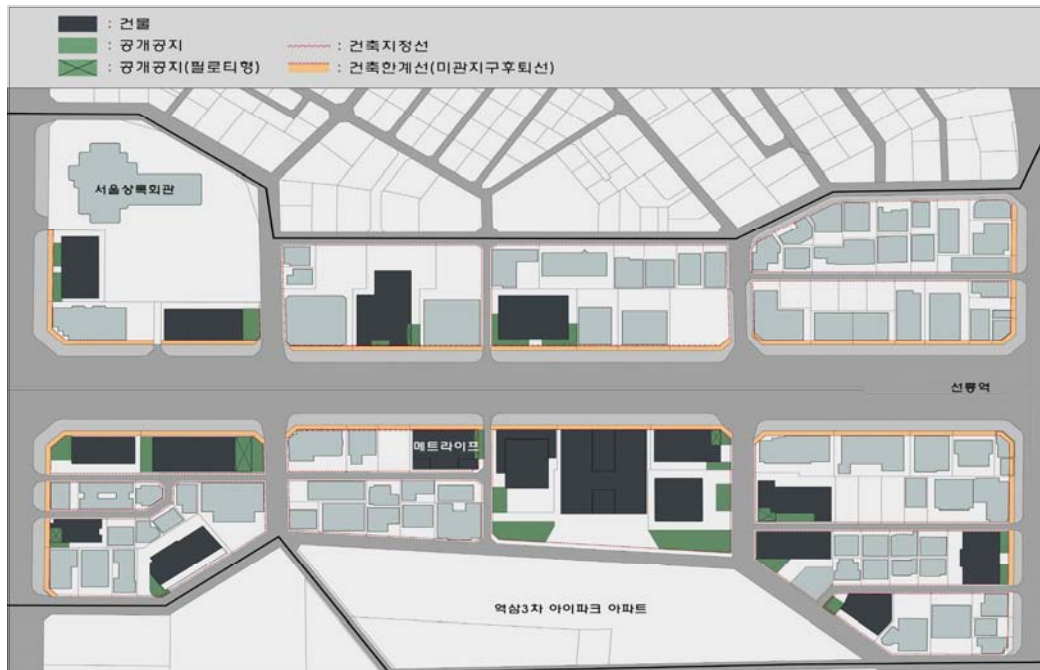 : 건물
: 공개공지
: 건축지정선
: 공개공지(필로티형)
: 건축한계선(미관지구후퇴선)
서울상록회관
선릉역
메트라이프
역삼3차 아이파크 아파트